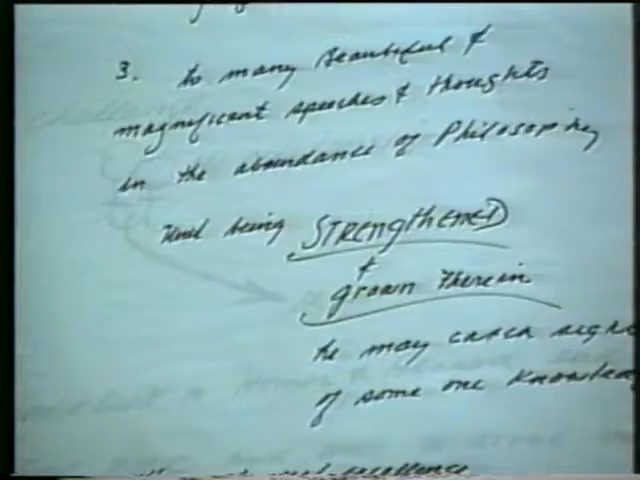 3. to many Beautiful &
magnificent speeches & thoughts
in the abundance of Philosophy
Until being STRENgthENED
&
grown Therein
he may catch sight
of some one Knowledge